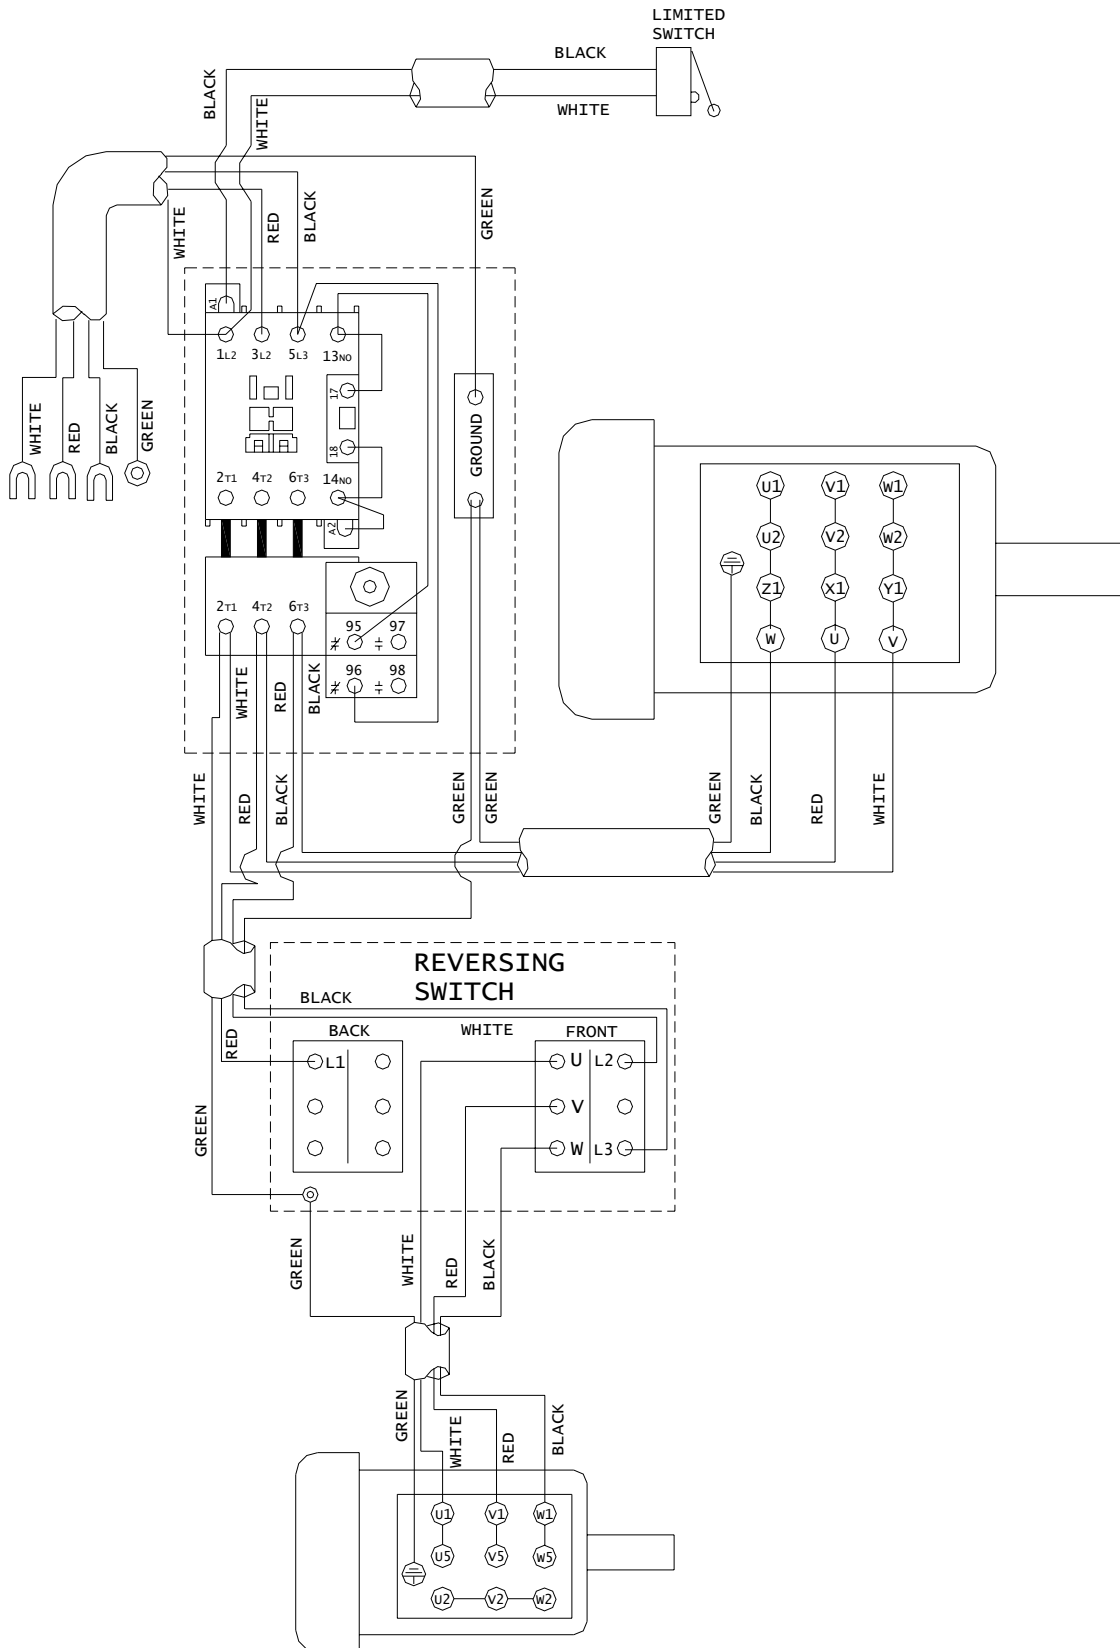 LIMITED
SWITCH
BLACK
WHITE
BLACK
WHITE
WHITE
RED
BLACK
GREEN
A1
1L2
3L2
5L3
13NO
17
18
2T1
4T2
6T3
14NO
A2
GROUND
WHITE
RED
BLACK
GREEN
2T1
4T2
6T3
95
97
96
98
WHITE
RED
BLACK
U1
V1
W1
U2
V2
W2
Z1
X1
Y1
W
U
V
WHITE
RED
BLACK
GREEN
GREEN
GREEN
BLACK
RED
WHITE
REVERSING
SWITCH
BLACK
WHITE
RED
BACK
FRONT
L1
U
L2
V
W
L3
GREEN
GREEN
WHITE
RED
BLACK
GREEN
WHITE
RED
BLACK
U1
V1
W1
U5
V5
W5
U2
V2
W2